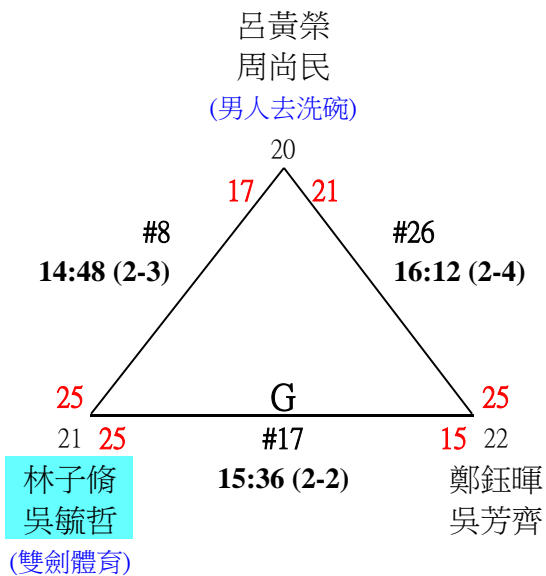 呂黃榮
周尚民
(男人去洗碗)
20
17 21
#8 #26
14:48 (2-3) 16:12 (2-4)
25 G 25
21 25 #17 15 22
林子脩 15:36 (2-2) 鄭鈺暉
吳毓哲 吳芳齊
(雙劍體育)